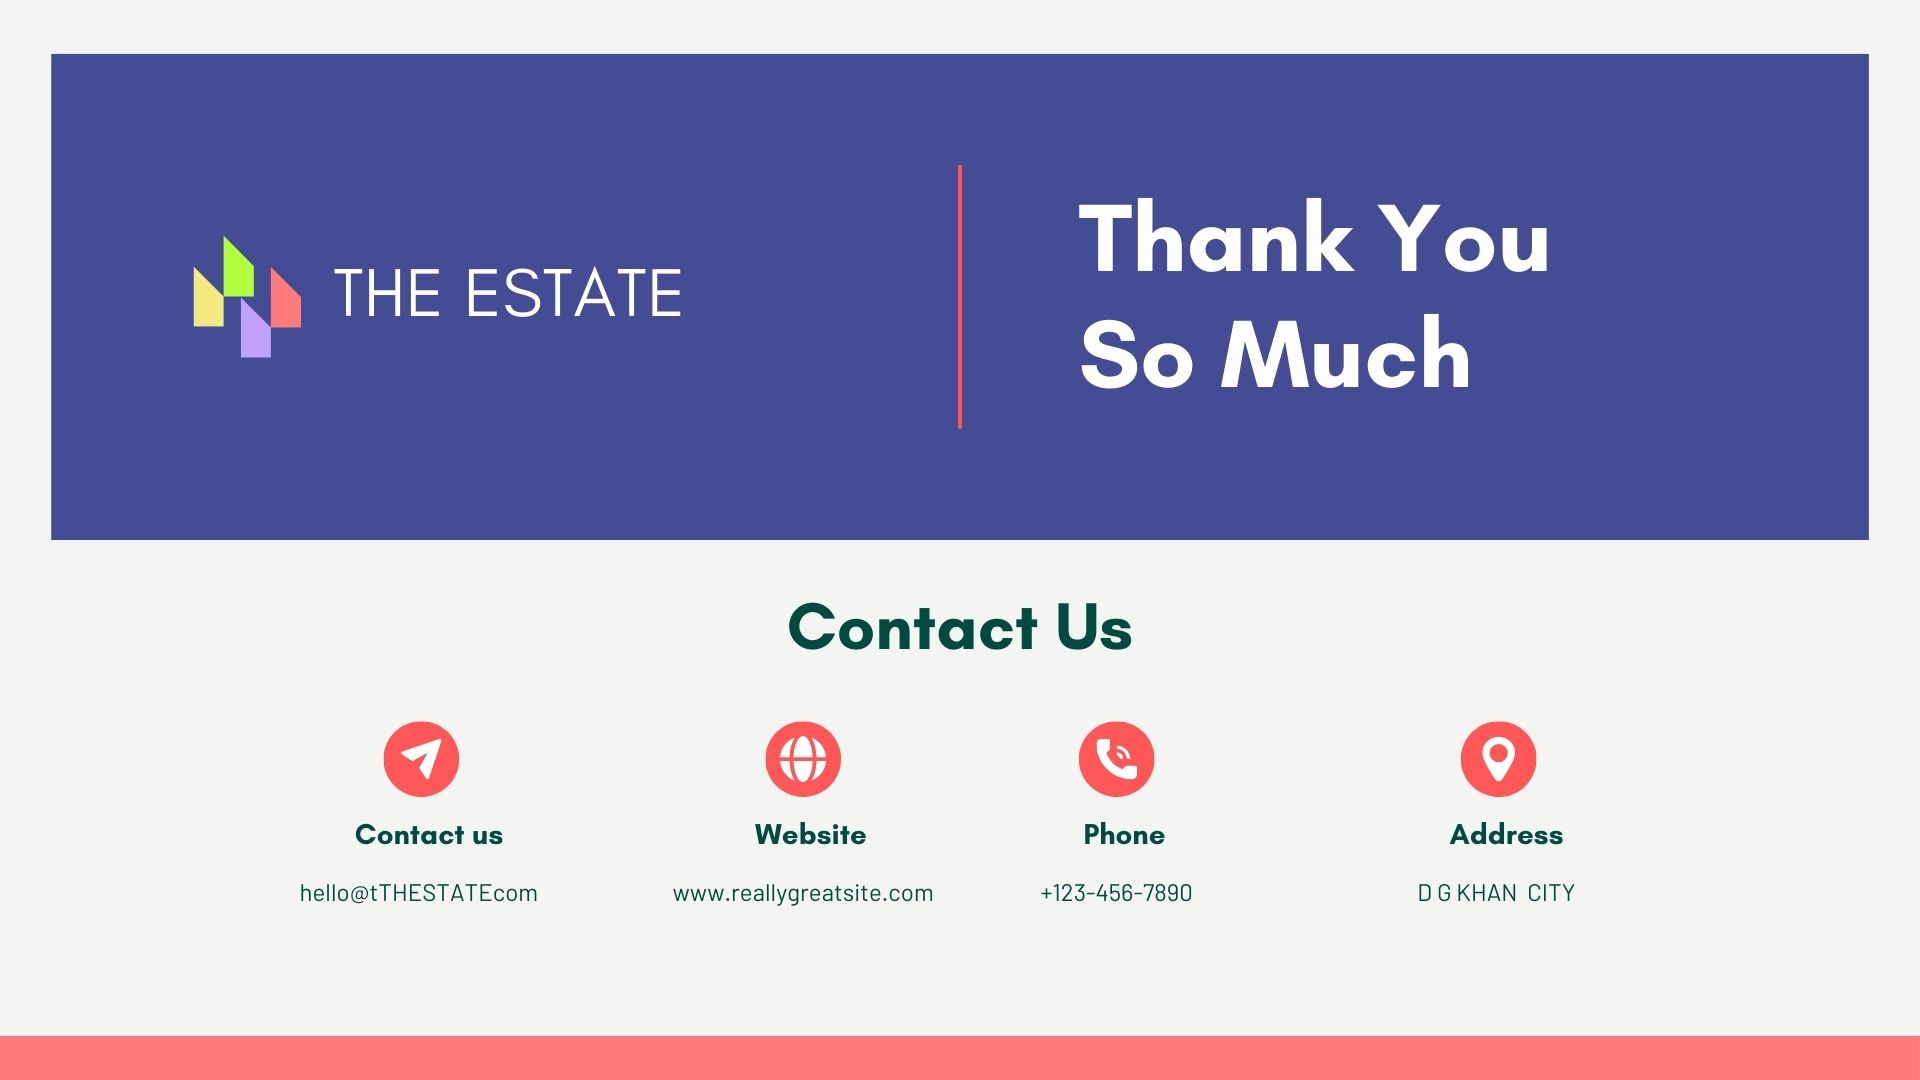 THE ESTATE
Thank You
So Much
Contact Us
Contact us
hello@tTHESTATEcom
Website
www.reallygreatsite.com
Phone
+123-456-7890
Address
D G KHAN  CITY